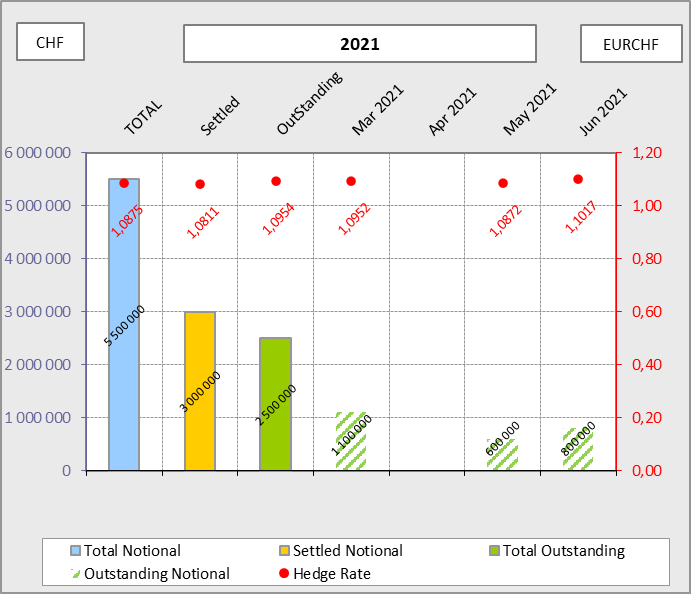 CHF
2021
EURCHF
TOTAL
Settled
OutStanding
Mar 2021
Apr 2021
May 2021
Jun 2021
6 000 000
5 000 000
4 000 000
3 000 000
2 000 000
1 000 000
0
1,20
1,00
0,80
0,60
0,40
0,20
0,00
1,0875
1,0811
1,0954
1,0952
1,0872
1,1017
5 500 000
3 000 000
2 500 000
1 100 000
600 000
800 000
Total Notional
Settled Notional
Total Outstanding
Outstanding Notional
Hedge Rate